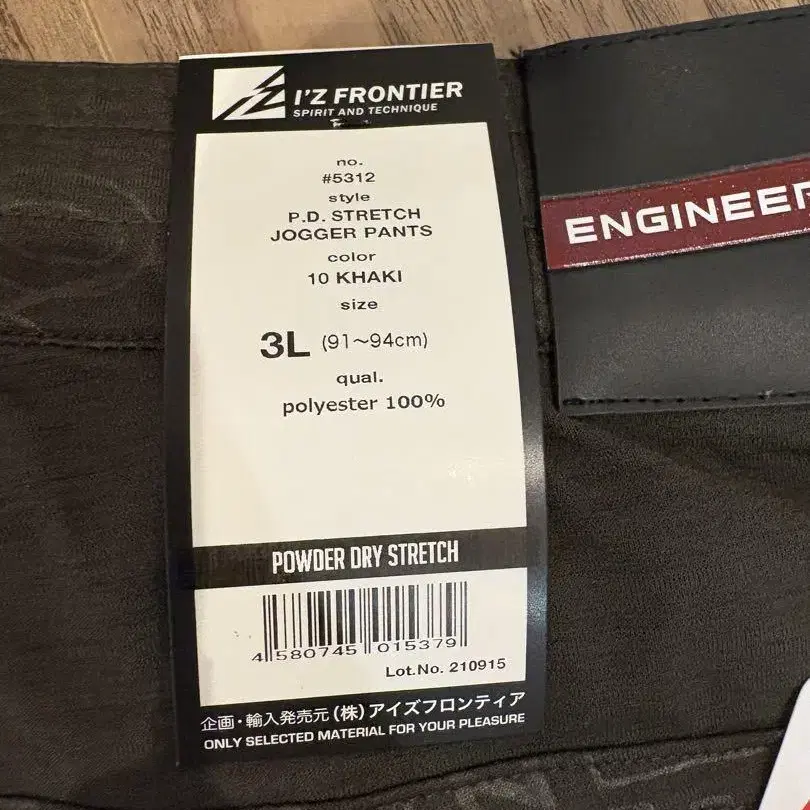 I'Z FRONTIER
SPIRIT AND TECHNIQUE
no.
#5312
style
P.D. STRETCH
JOGGER PANTS
color
10 KHAKI
size
3L (91～94cm)
qual.
polyester 100%
POWDER DRY STRETCH
4 580745 015379
Lot.No. 210915
企画・輸入発売元(株)アイズフロンティア
ONLY SELECTED MATERIAL FOR YOUR PLEASURE
ENGINEER